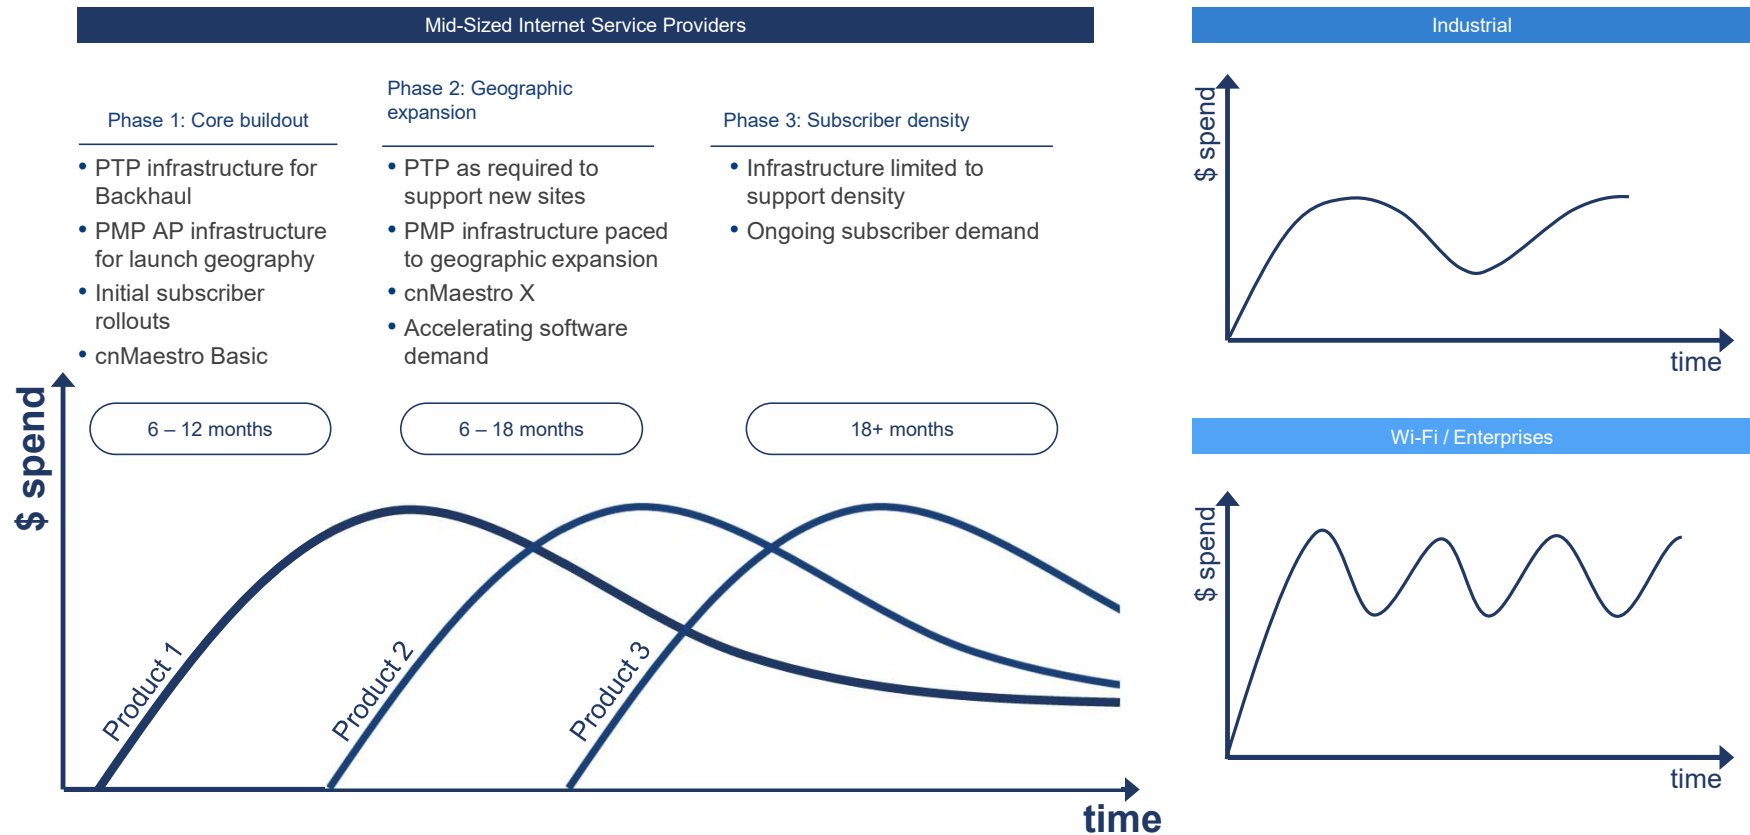 Mid-Sized Internet Service Providers
Phase 1: Core buildout
• PTP infrastructure for
Backhaul
• PMP AP infrastructure
for launch geography
• Initial subscriber
rollouts
• cnMaestro Basic
Phase 2: Geographic
expansion
• PTP as required to
support new sites
• PMP infrastructure paced
to geographic expansion
• cnMaestro X
• Accelerating software
demand
Phase 3: Subscriber density
• Infrastructure limited to
support density
• Ongoing subscriber demand
6 – 12 months
6 – 18 months
18+ months
$ spend
Product 1
Product 2
Product 3
time
Industrial
$ spend
time
Wi-Fi / Enterprises
$ spend
time